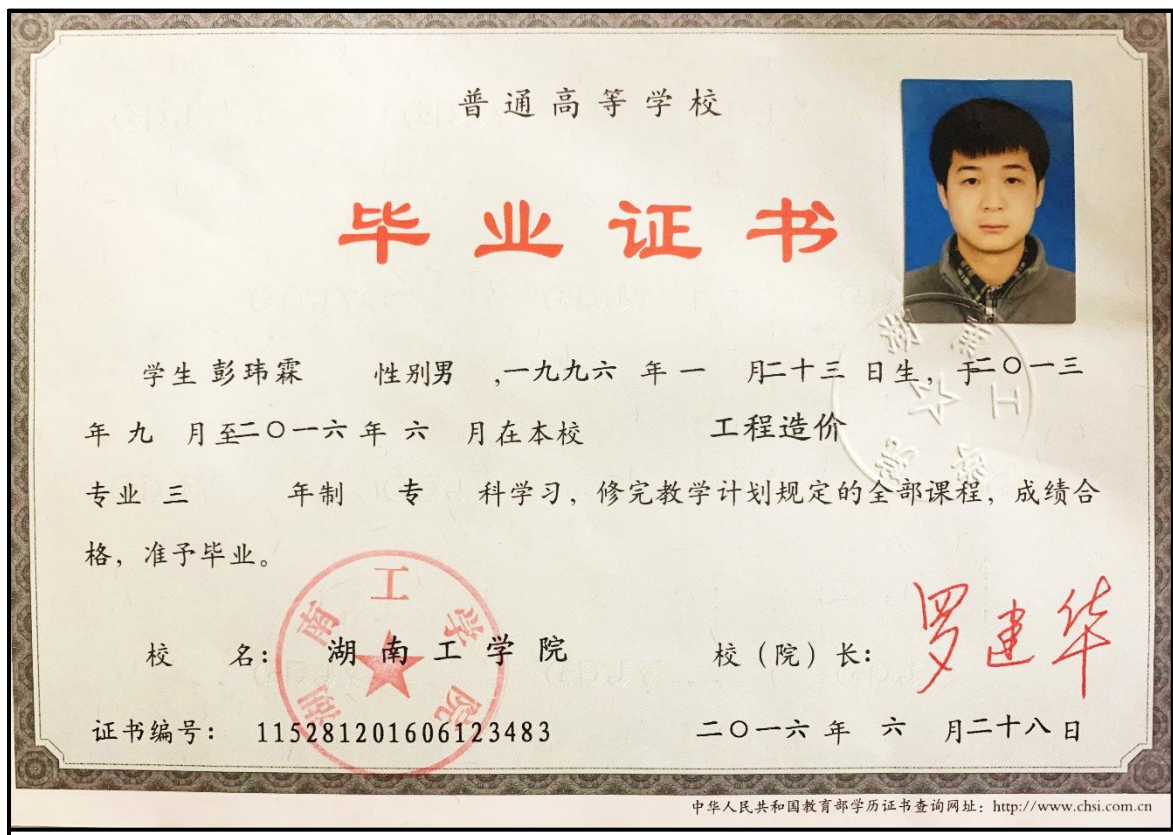 普通高等学校
毕业证书
学生 彭玮霖 性别男 ,一九九六 年 一 月二十三 日生，于二〇一三
年 九 月至二〇一六 年 六 月在本校 工程造价
专业 三 年制 专 科学习，修完教学计划规定的全部课程，成绩合
格，准予毕业。
校 名：湖南工学院 校（院）长：罗建华
湖南工学院
证书编号：115281201606123483 二〇一六 年 六 月二十八日
中华人民共和国教育部学历证书查询网址：http://www.chsi.com.cn